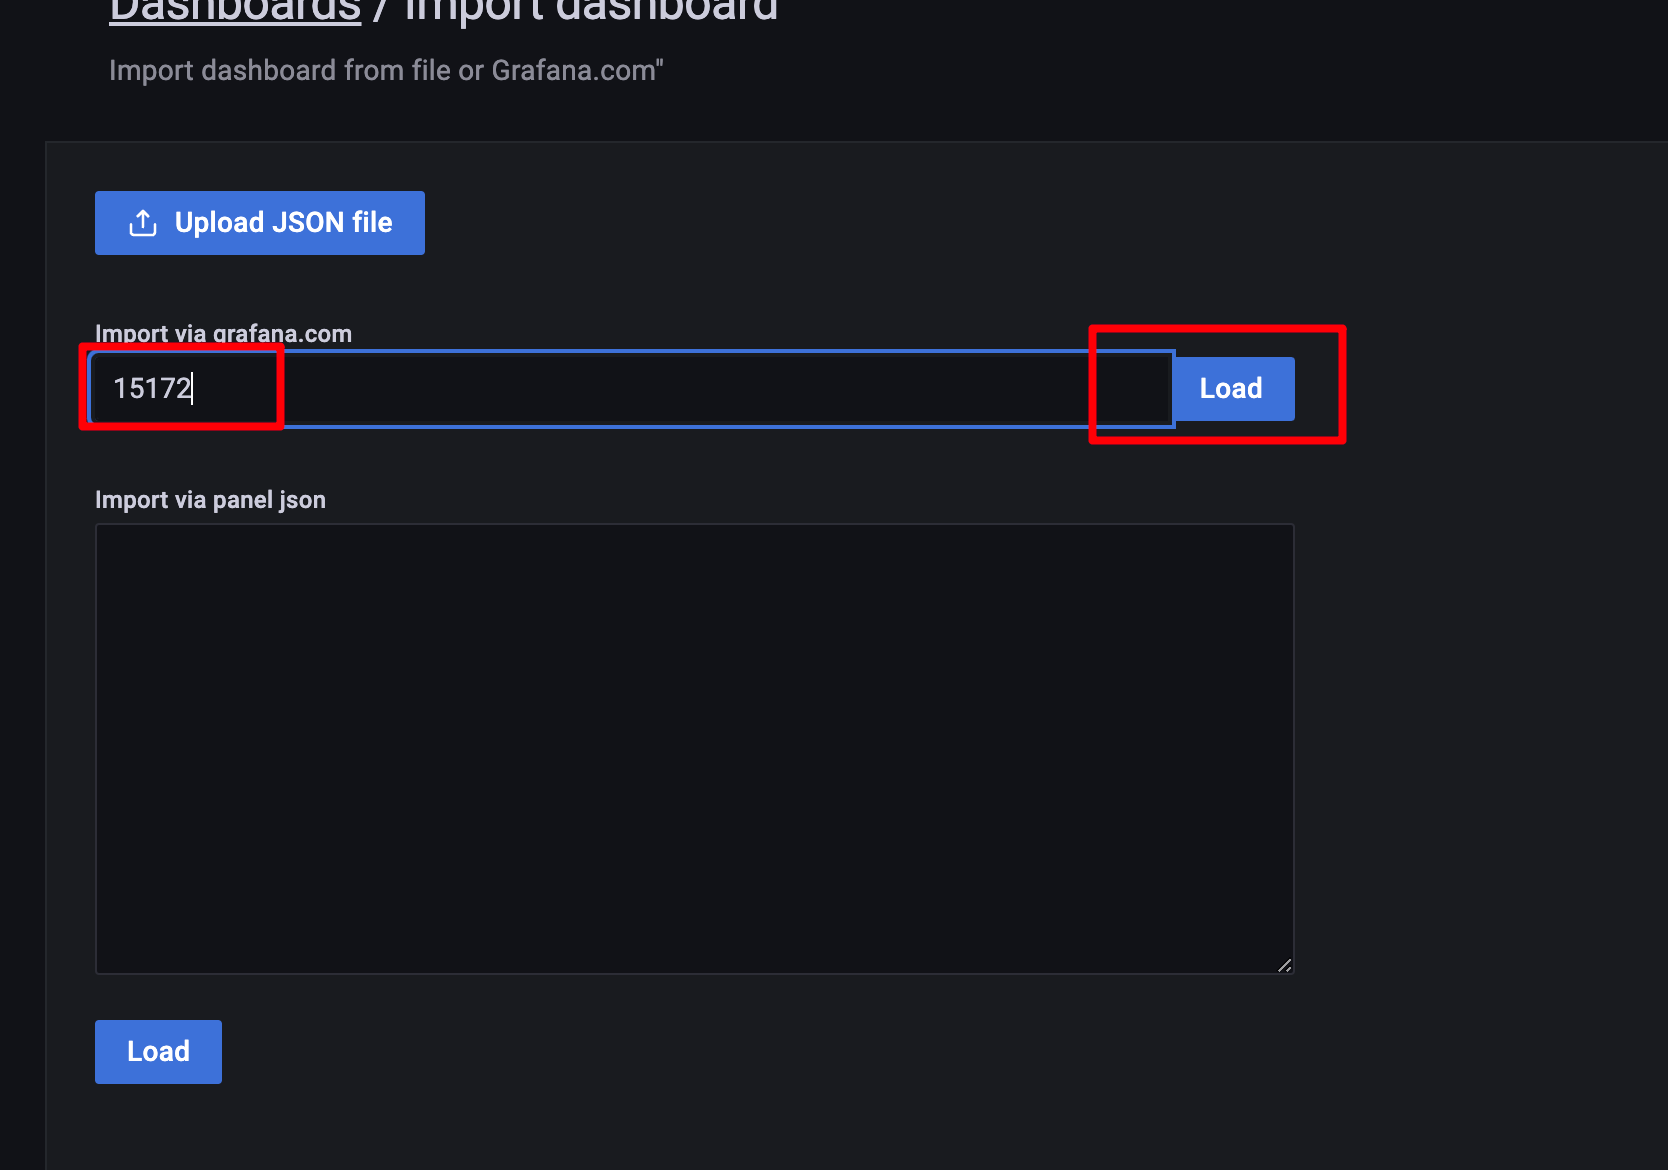 Dashboards / Import dashboard
Import dashboard from file or Grafana.com"
Upload JSON file
Import via grafana.com
15172
Load
Import via panel json
Load